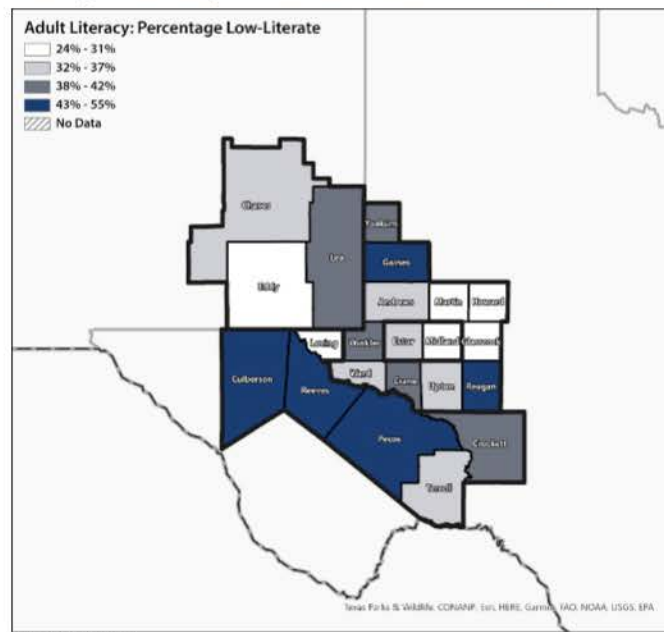 Adult Literacy: Percentage Low-Literate
24% - 31%
32% - 37%
38% - 42%
43% - 55%
No Data
Chaves
Yoakum
Lea
Gaines
Eddy
Andrews
Martin
Howard
Loving
Winkler
Ector
Midland
Glasscock
Culberson
Reeves
Ward
Crane
Upton
Reagan
Pecos
Crockett
Terrell
Texas Parks & Wildlife, CONANP, Esri, HERE, Garmin, FAO, NOAA, USGS, EPA